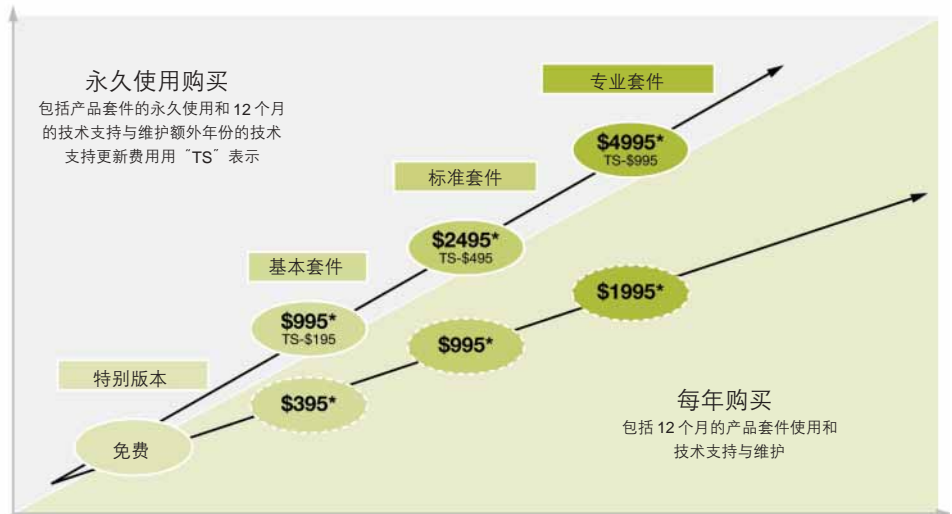 永久使用购买
包括产品套件的永久使用和 12 个月
的技术支持与维护额外年份的技术
支持更新费用用“TS”表示
专业套件
$4995*
TS-$995
标准套件
$2495*
TS-$495
基本套件
$995*
TS-$195
特别版本
免费
$395*
$995*
$1995*
每年购买
包括 12 个月的产品套件使用和
技术支持与维护